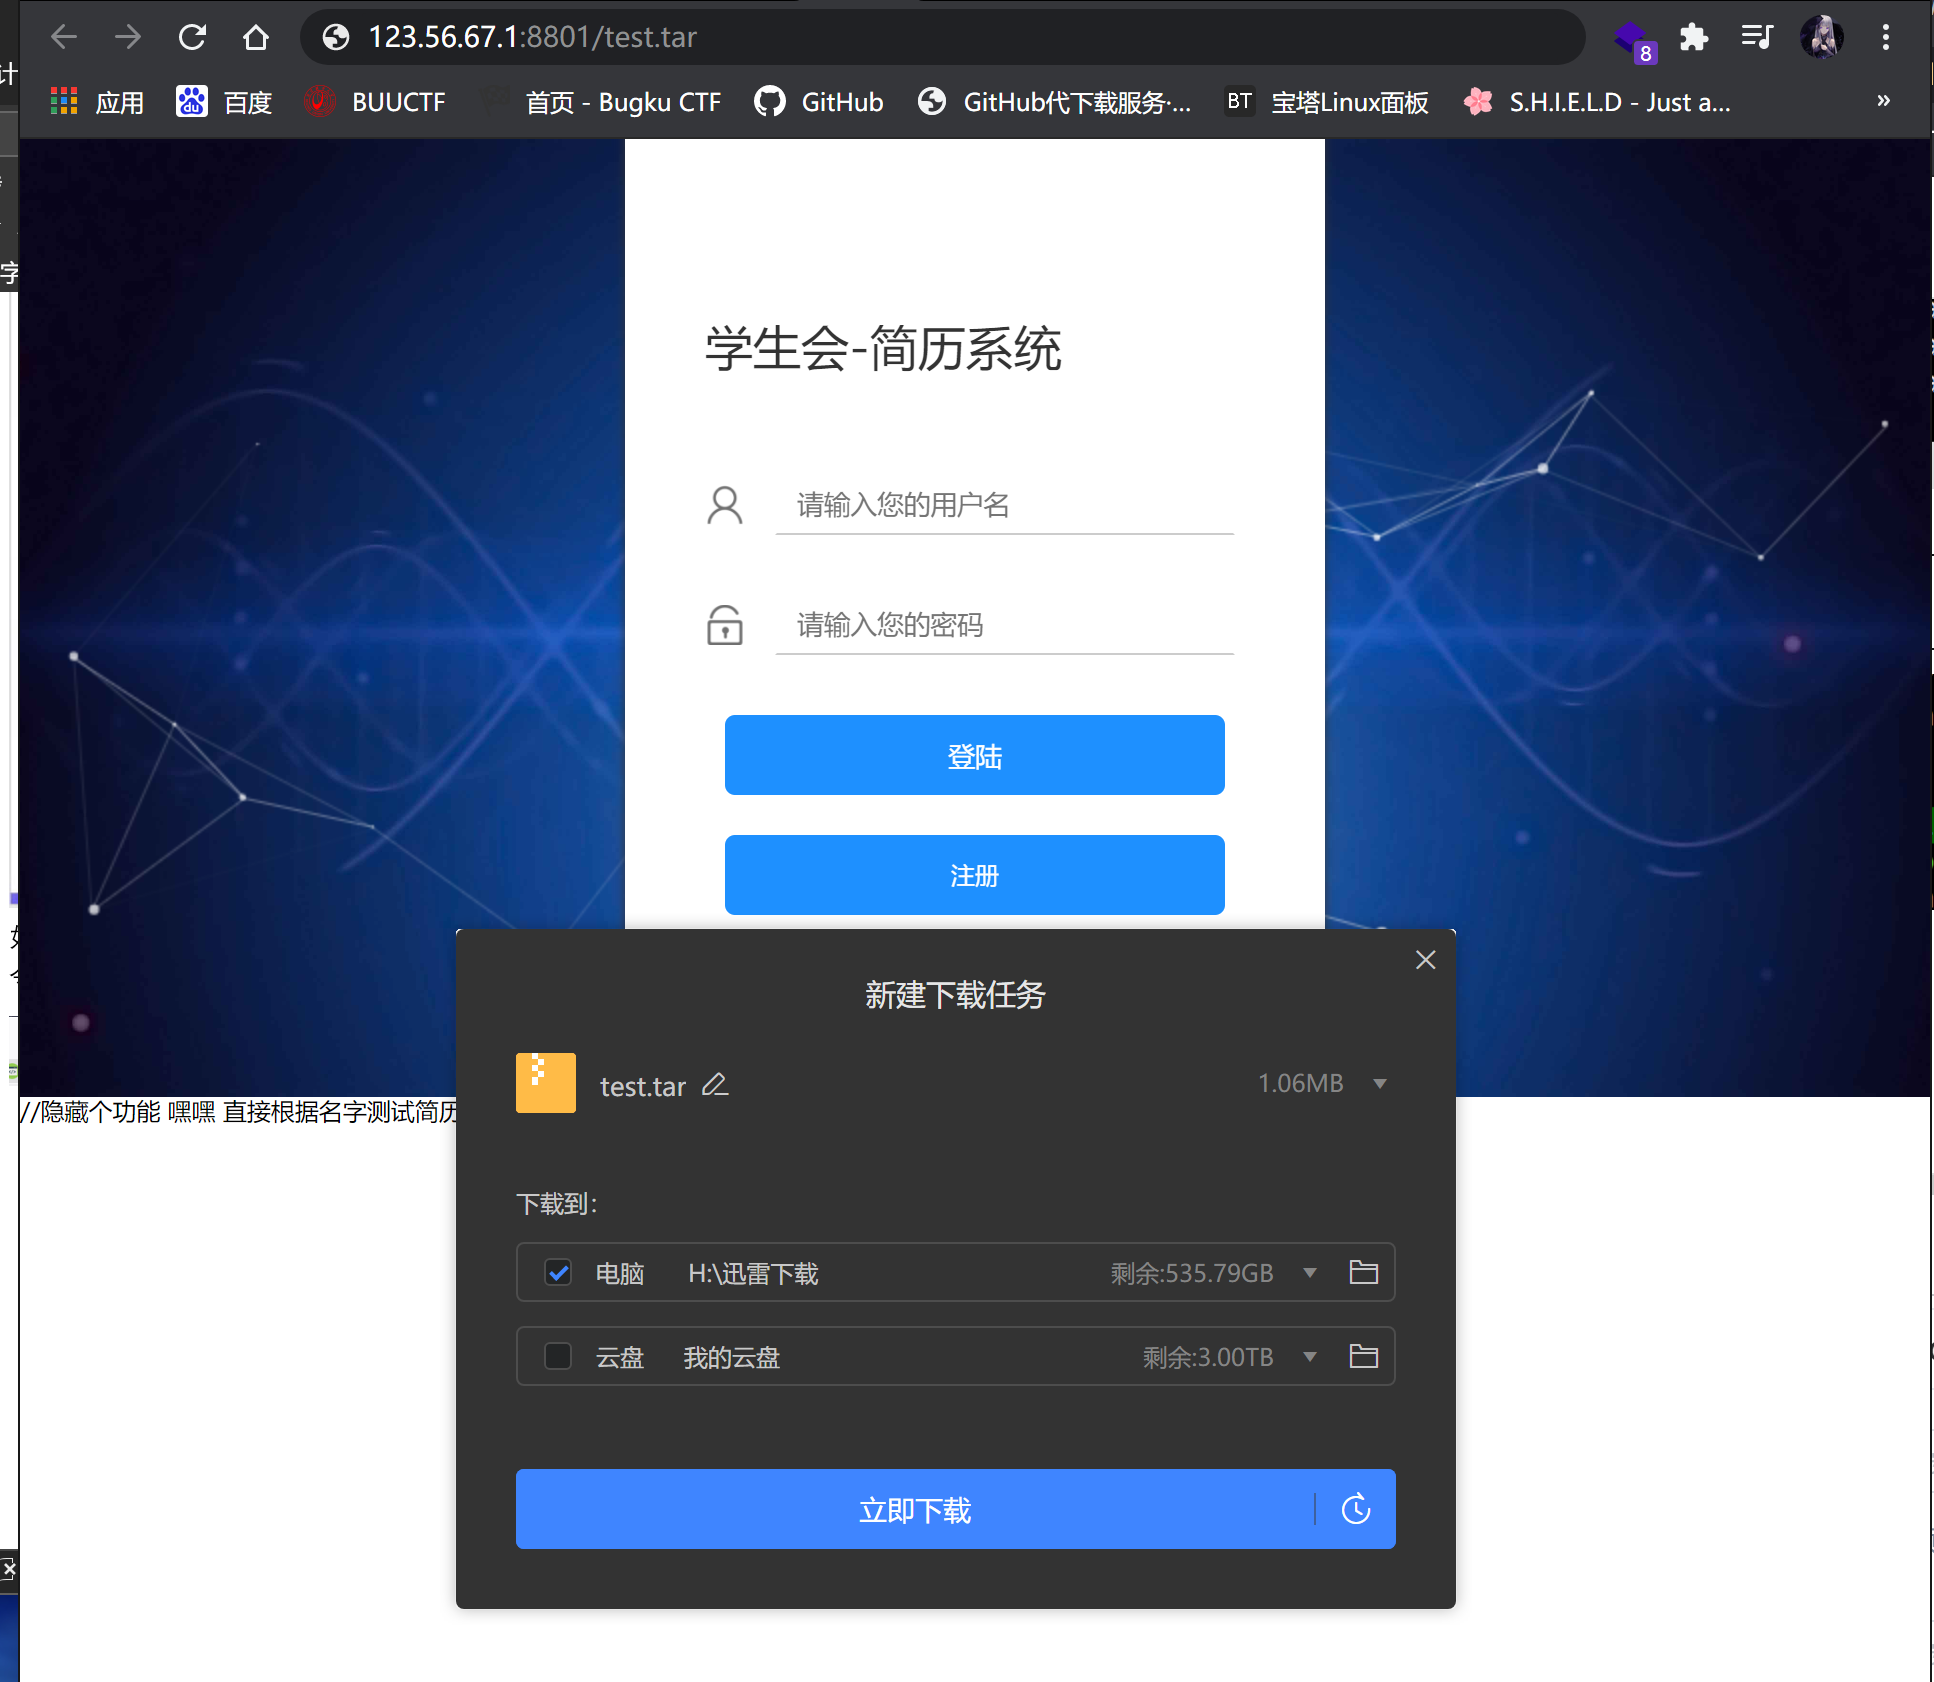 123.56.67.1:8801/test.tar
8
应用 百度 BUUCTF 首页 - Bugku CTF GitHub GitHub代下载服务·... BT 宝塔Linux面板 S.H.I.E.L.D - Just a... »
学生会-简历系统
请输入您的用户名
请输入您的密码
登陆
注册
//隐藏个功能 嘿嘿 直接根据名字测试简历
新建下载任务
test.tar 1.06MB
下载到:
电脑 H:\迅雷下载 剩余:535.79GB
云盘 我的云盘 剩余:3.00TB
立即下载